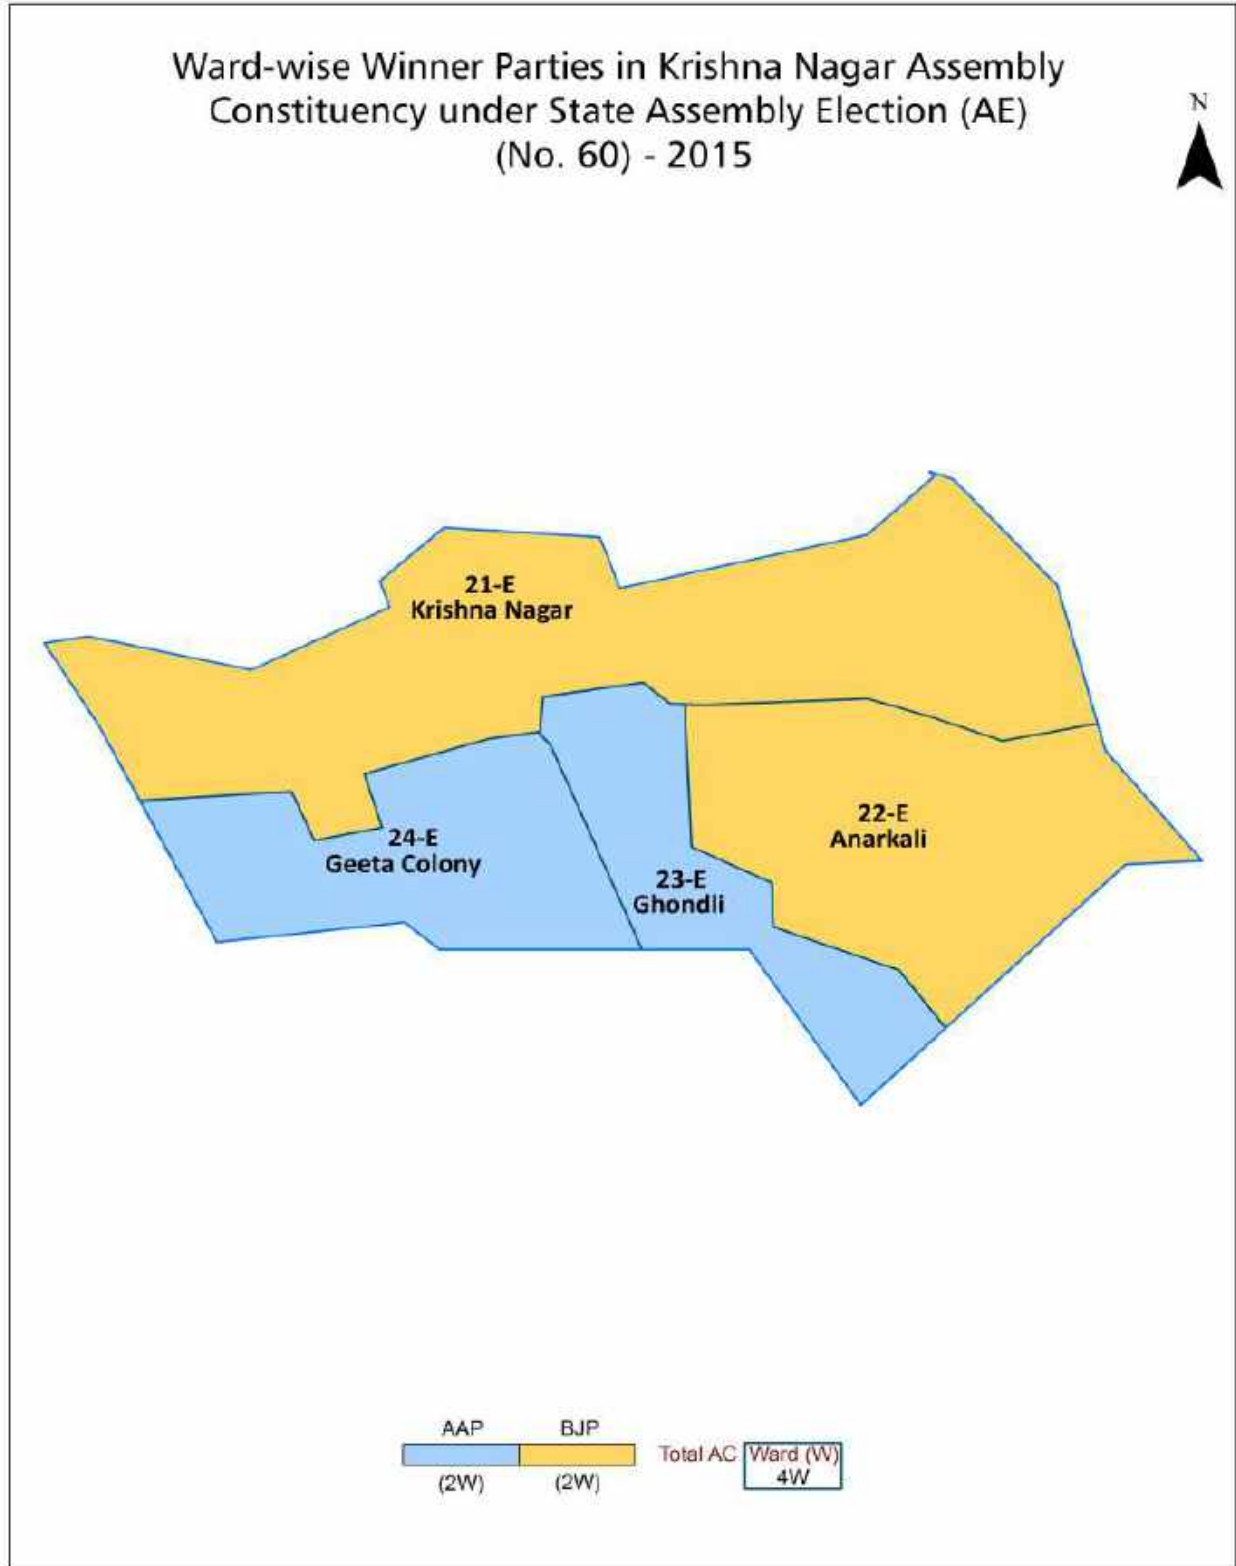 Ward-wise Winner Parties in Krishna Nagar Assembly
Constituency under State Assembly Election (AE)
(No. 60) - 2015
N
21-E
Krishna Nagar
22-E
Anarkali
24-E
Geeta Colony
23-E
Ghondli
AAP BJP
Total AC Ward (W)
4W
(2W) (2W)